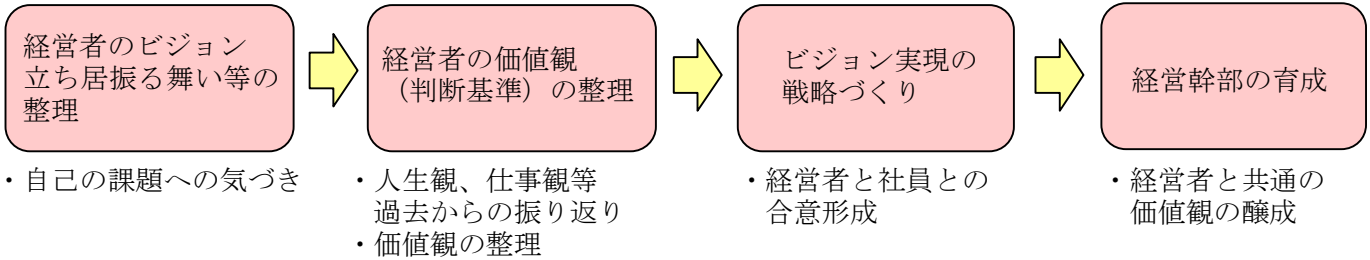 経営者のビジョン
立ち居振る舞い等の
整理
経営者の価値観
（判断基準）の整理
ビジョン実現の
戦略づくり
経営幹部の育成
・自己の課題への気づき
・人生観、仕事観等
過去からの振り返り
・価値観の整理
・経営者と社員との
合意形成
・経営者と共通の
価値観の醸成